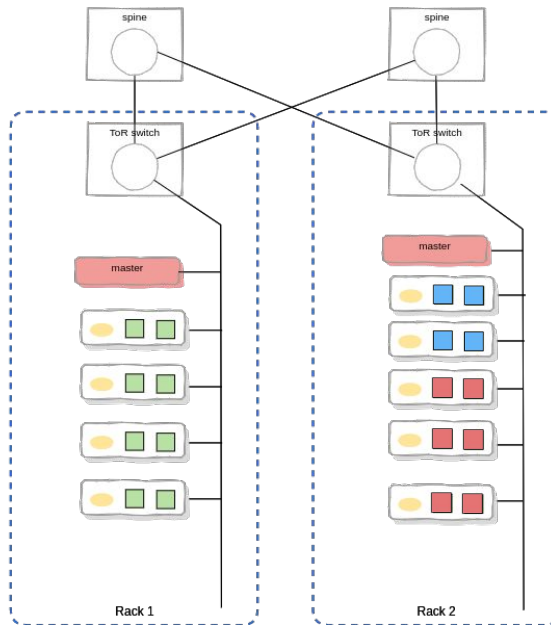 spine
spine
ToR switch
ToR switch
master
master
Rack 1
Rack 2